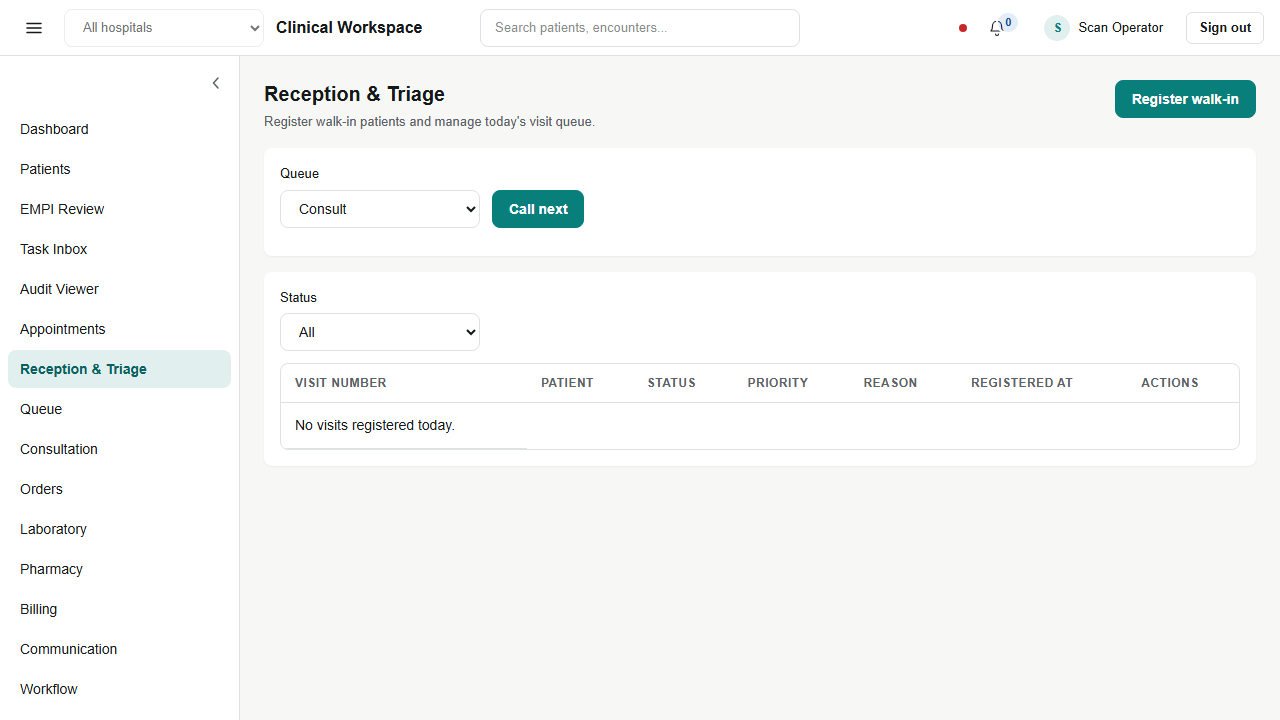 All hospitals
Clinical Workspace
Search patients, encounters...
0
S
Scan Operator
Sign out
Dashboard
Patients
EMPI Review
Task Inbox
Audit Viewer
Appointments
Reception & Triage
Queue
Consultation
Orders
Laboratory
Pharmacy
Billing
Communication
Workflow
Reception & Triage
Register walk-in patients and manage today's visit queue.
Register walk-in
Queue
Consult
Call next
Status
All
VISIT NUMBER PATIENT STATUS PRIORITY REASON REGISTERED AT ACTIONS
No visits registered today.